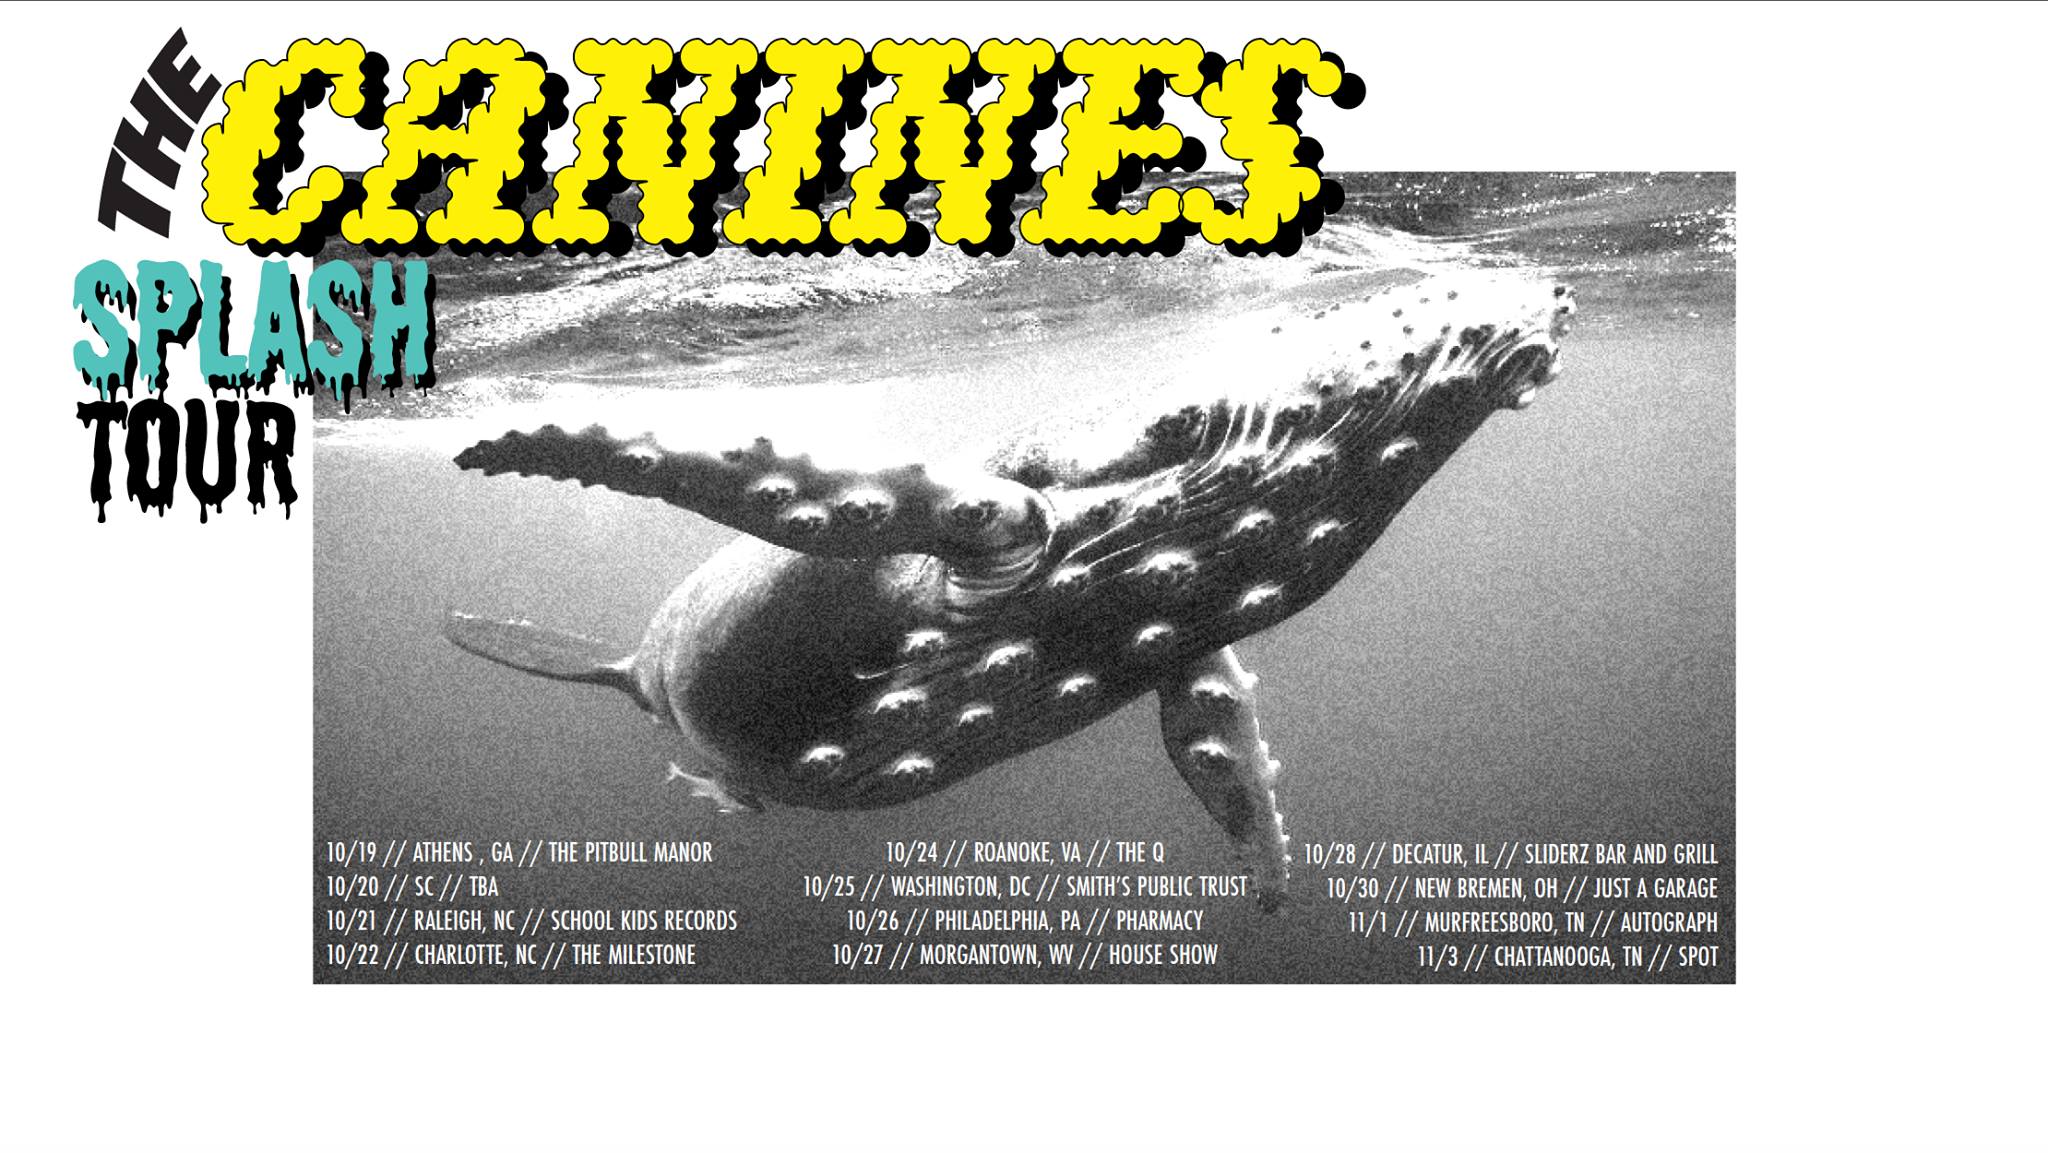 THE
CANINES
SPLASH
TOUR
10/19 // ATHENS , GA // THE PITBULL MANOR
10/20 // SC // TBA
10/21 // RALEIGH, NC // SCHOOL KIDS RECORDS
10/22 // CHARLOTTE, NC // THE MILESTONE
10/24 // ROANOKE, VA // THE Q
10/25 // WASHINGTON, DC // SMITH'S PUBLIC TRUST
10/26 // PHILADELPHIA, PA // PHARMACY
10/27 // MORGANTOWN, WV // HOUSE SHOW
10/28 // DECATUR, IL // SLIDERZ BAR AND GRILL
10/30 // NEW BREMEN, OH // JUST A GARAGE
11/1 // MURFREESBORO, TN // AUTOGRAPH
11/3 // CHATTANOOGA, TN // SPOT